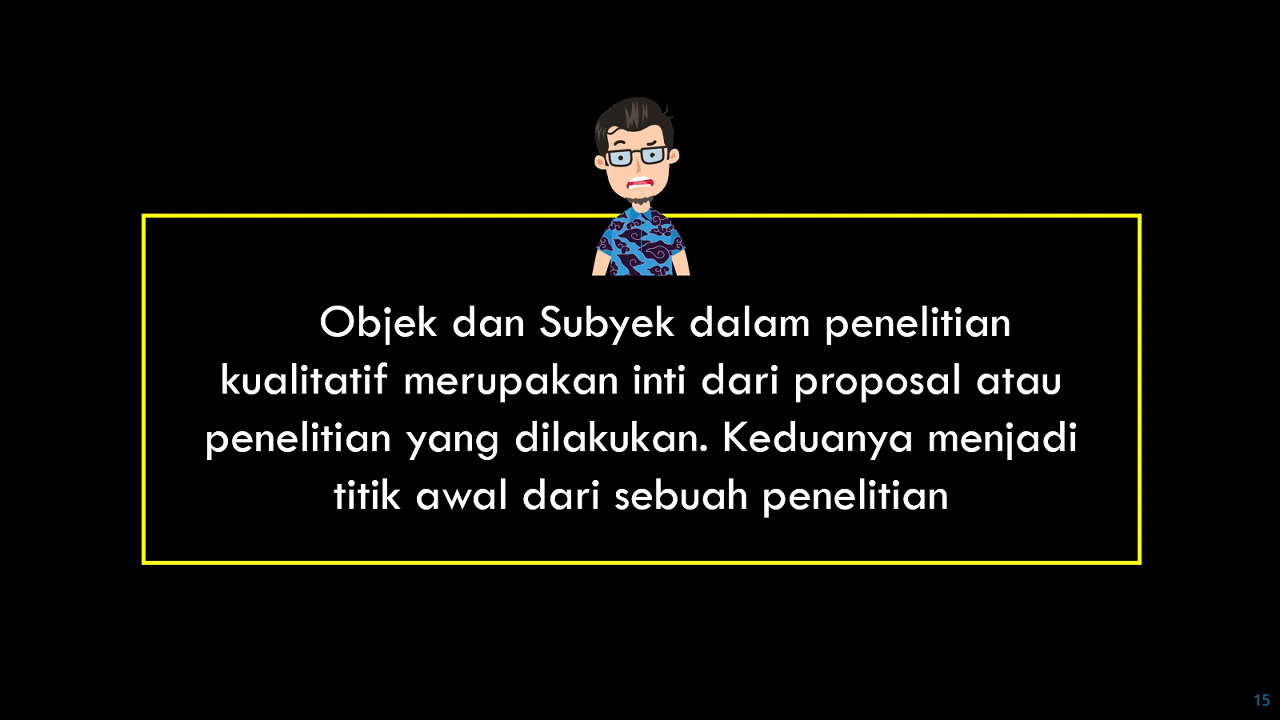 Objek dan Subyek dalam penelitian
kualitatif merupakan inti dari proposal atau
penelitian yang dilakukan. Keduanya menjadi
titik awal dari sebuah penelitian
15